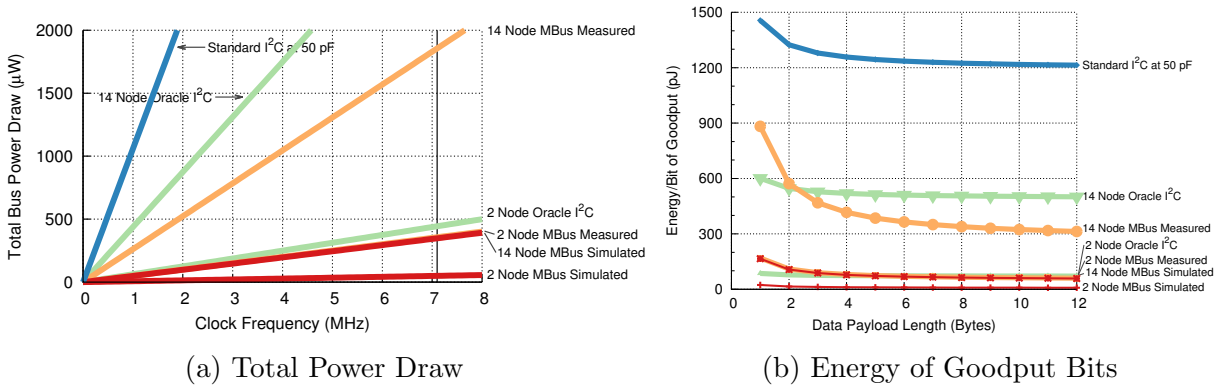 2000
1500
1000
500
0
Total Bus Power Draw (µW)
Standard I²C at 50 pF
14 Node Oracle I²C
14 Node MBus Measured
2 Node Oracle I²C
2 Node MBus Measured
14 Node MBus Simulated
2 Node MBus Simulated
0 1 2 3 4 5 6 7 8
Clock Frequency (MHz)
(a) Total Power Draw
1500
1200
900
600
300
0
Energy/Bit of Goodput (pJ)
Standard I²C at 50 pF
14 Node Oracle I²C
14 Node MBus Measured
2 Node Oracle I²C
2 Node MBus Measured
14 Node MBus Simulated
2 Node MBus Simulated
0 2 4 6 8 10 12
Data Payload Length (Bytes)
(b) Energy of Goodput Bits